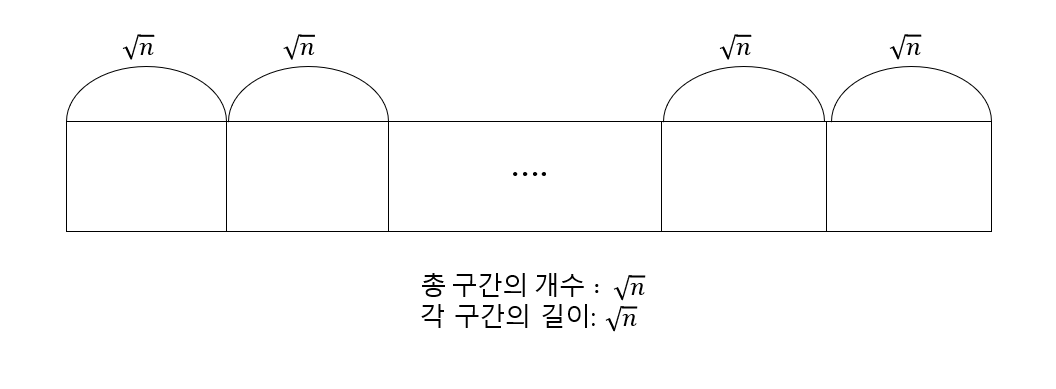 √n √n √n √n
....
총 구간의 개수 : √n
각 구간의 길이: √n